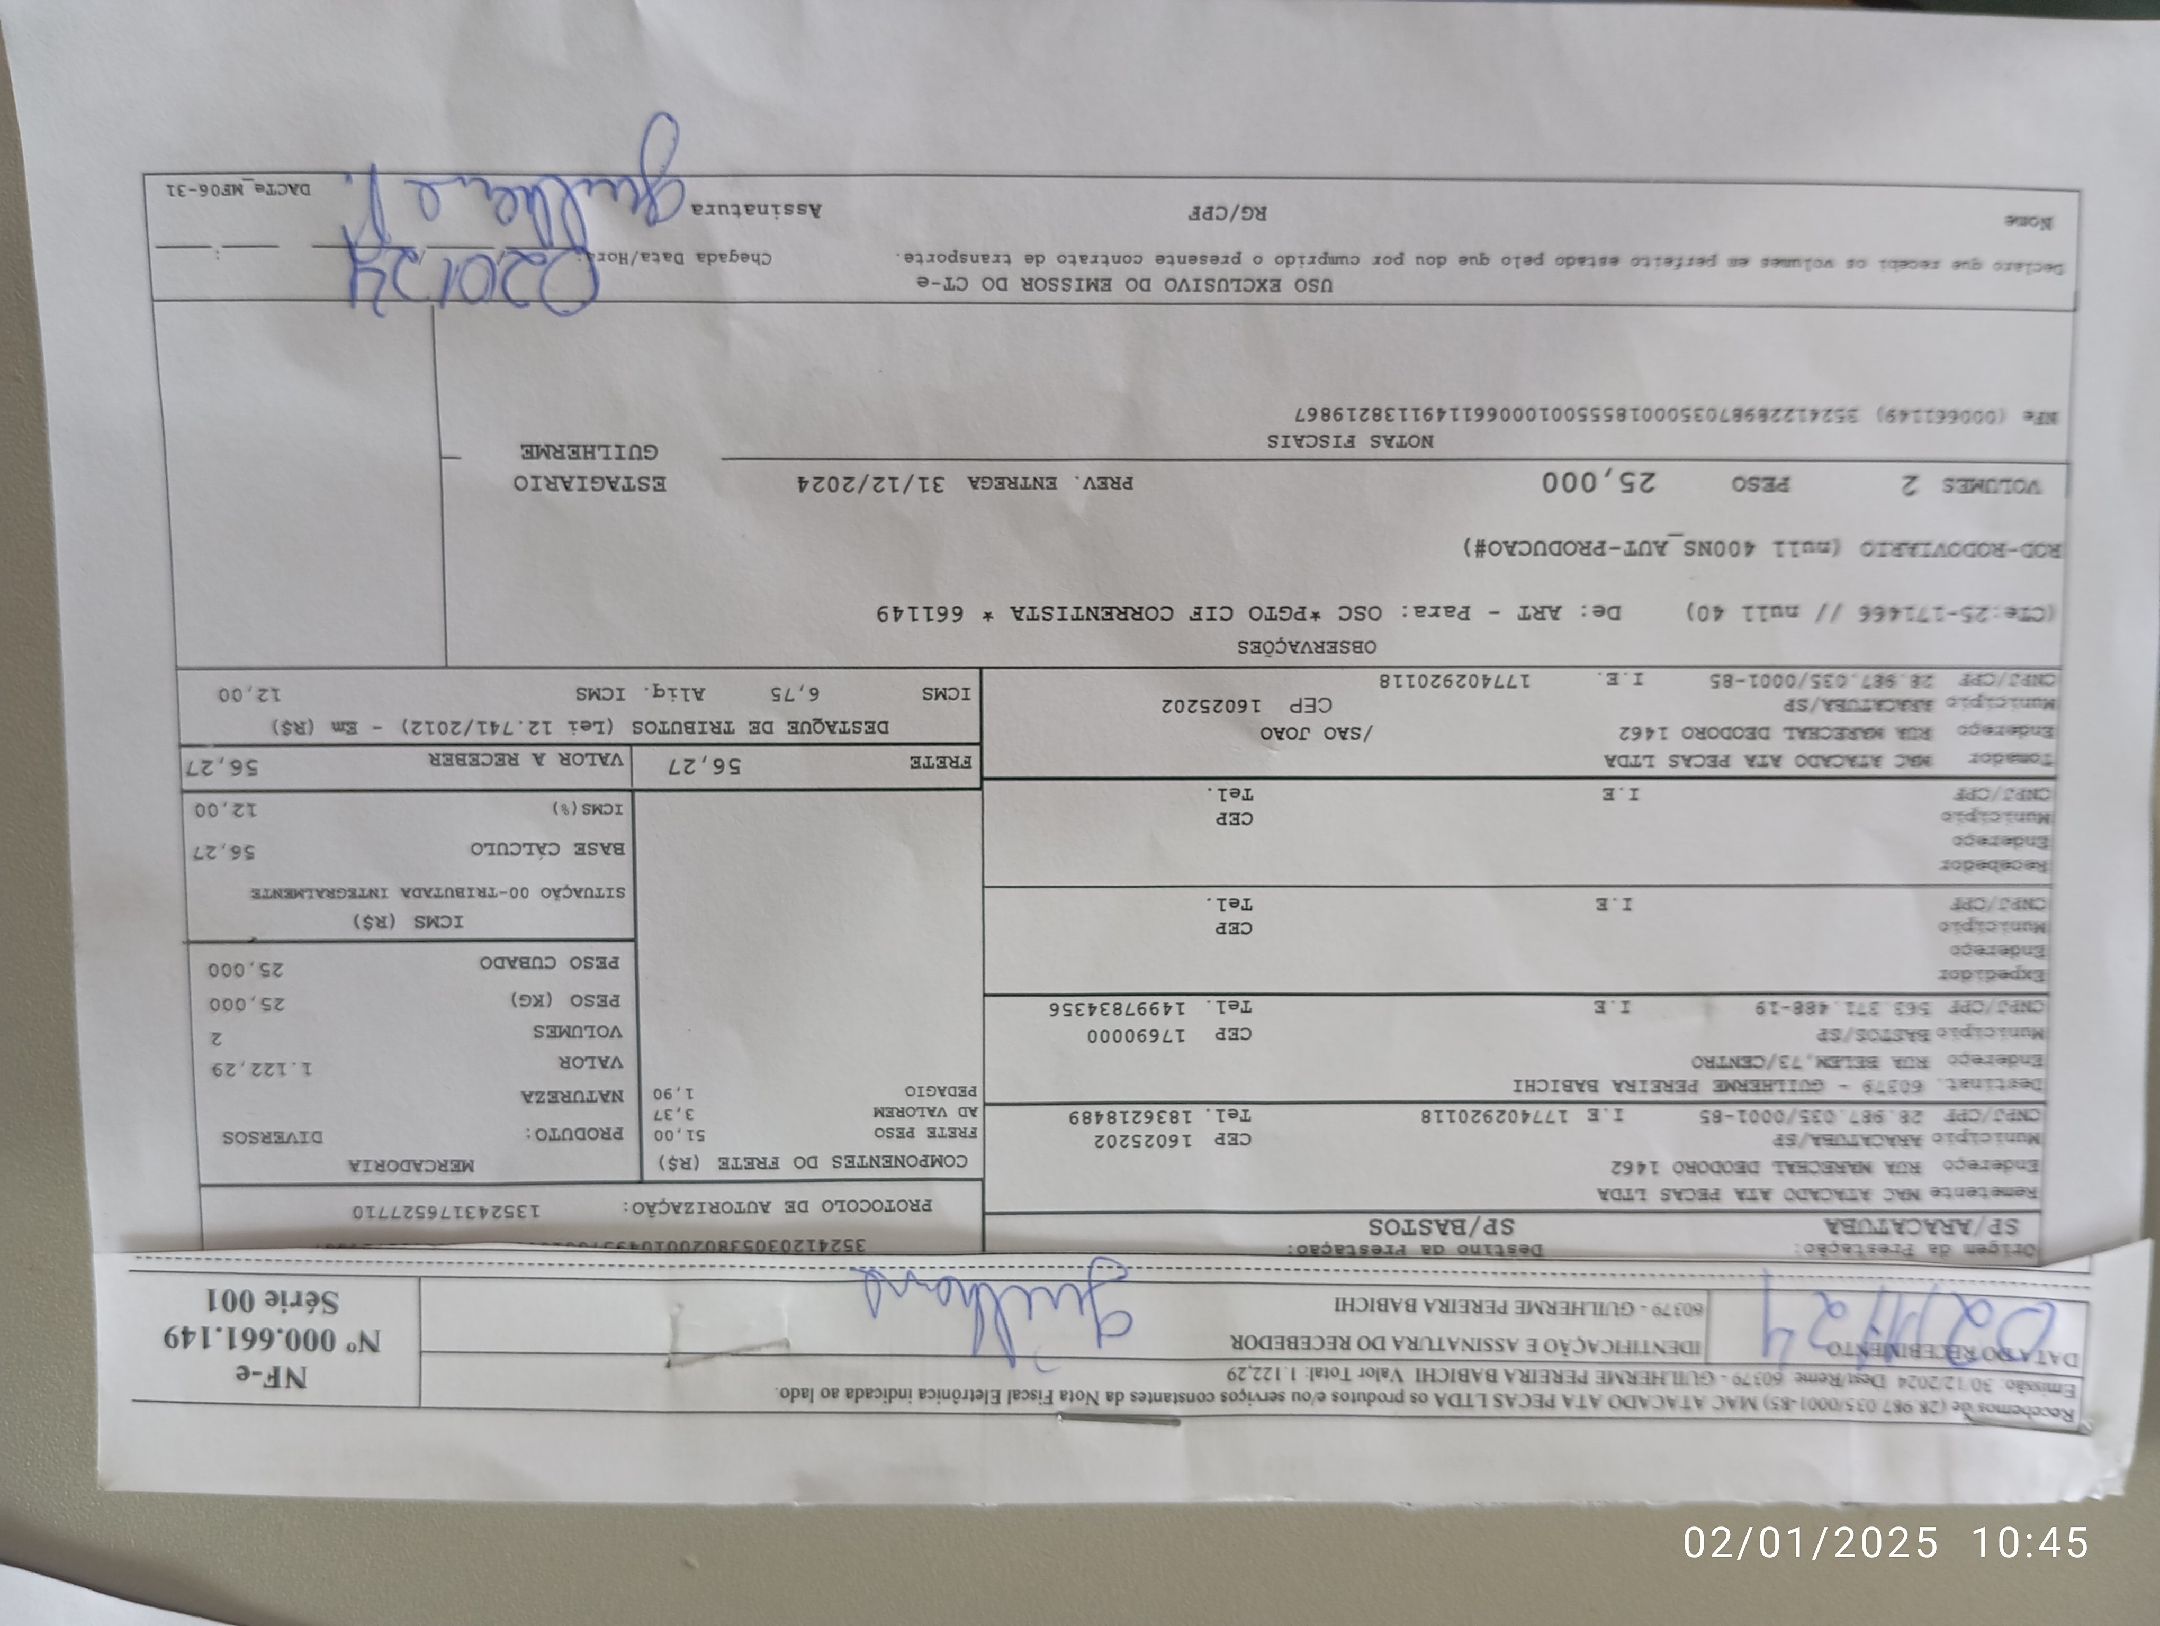 Recebemos de (28.987.035/0001-85) MAC ATACADO ATA PECAS LTDA os produtos e/ou serviços constantes da Nota Fiscal Eletrônica indicada ao lado.
Emissão: 30/12/2024 Dest/Reme: 60379 - GUILHERME PEREIRA BABICHI Valor Total: 1.122,29
DATA DO RECEBIMENTO
IDENTIFICAÇÃO E ASSINATURA DO RECEBEDOR
60379 - GUILHERME PEREIRA BABICHI
Guilherme
NF-e
Nº 000.661.149
Série 001
Origem da Prestação:
SP/ARACATUBA
Destino da Prestação:
SP/BASTOS
PROTOCOLO DE AUTORIZAÇÃO: 135243176527710
Remetente MAC ATACADO ATA PECAS LTDA
Endereço RUA MARECHAL DEODORO 1462
Município ARACATUBA/SP CEP 16025202
CNPJ/CPF 28.987.035/0001-85 I.E 177402920118 Tel. 1836218489
Destinat. 60379 - GUILHERME PEREIRA BABICHI
Endereço RUA BELEM,73/CENTRO
Município BASTOS/SP CEP 17690000
CNPJ/CPF 563.371.488-19 I.E Tel. 14997834356
Expedidor
Endereço
Município CEP
CNPJ/CPF I.E Tel.
Recebedor
Endereço
Município CEP
CNPJ/CPF I.E Tel.
Tomador MAC ATACADO ATA PECAS LTDA
Endereço RUA MARECHAL DEODORO 1462 /SAO JOAO
Município ARACATUBA/SP CEP 16025202
CNPJ/CPF 28.987.035/0001-85 I.E. 177402920118
COMPONENTES DO FRETE (R$)
FRETE PESO 51,00
AD VALOREM 3,37
PEDAGIO 1,90
MERCADORIA
PRODUTO: DIVERSOS
NATUREZA
VALOR 1.122,29
VOLUMES 2
PESO (KG) 25,000
PESO CUBADO 25,000
ICMS (R$)
SITUAÇÃO 00-TRIBUTADA INTEGRALMENTE
BASE CÁLCULO 56,27
ICMS(%) 12,00
FRETE 56,27 VALOR A RECEBER 56,27
DESTAQUE DE TRIBUTOS (Lei 12.741/2012) - Em (R$)
ICMS 6,75 Aliq. ICMS 12,00
OBSERVAÇÕES
(CTe:25-171466 // null 40) De: ART - Para: OSC *PGTO CIF CORRENTISTA * 661149
ROD-RODOVIARIO (null 400NS_AUT-PRODUCAO#)
VOLUMES 2 PESO 25,000 PREV. ENTREGA 31/12/2024
ESTAGIARIO
GUILHERME
NOTAS FISCAIS
NFe (000661149) 35241228987035000185550010006611491138219867
USO EXCLUSIVO DO EMISSOR DO CT-e
Declaro que recebi os volumes em perfeito estado pelo que dou por cumprido o presente contrato de transporte.
Chegada Data/Hora: 02/01/24
Nome RG/CPF Assinatura Guilherme P.
DACTe_MF06-31
02/01/2025 10:45